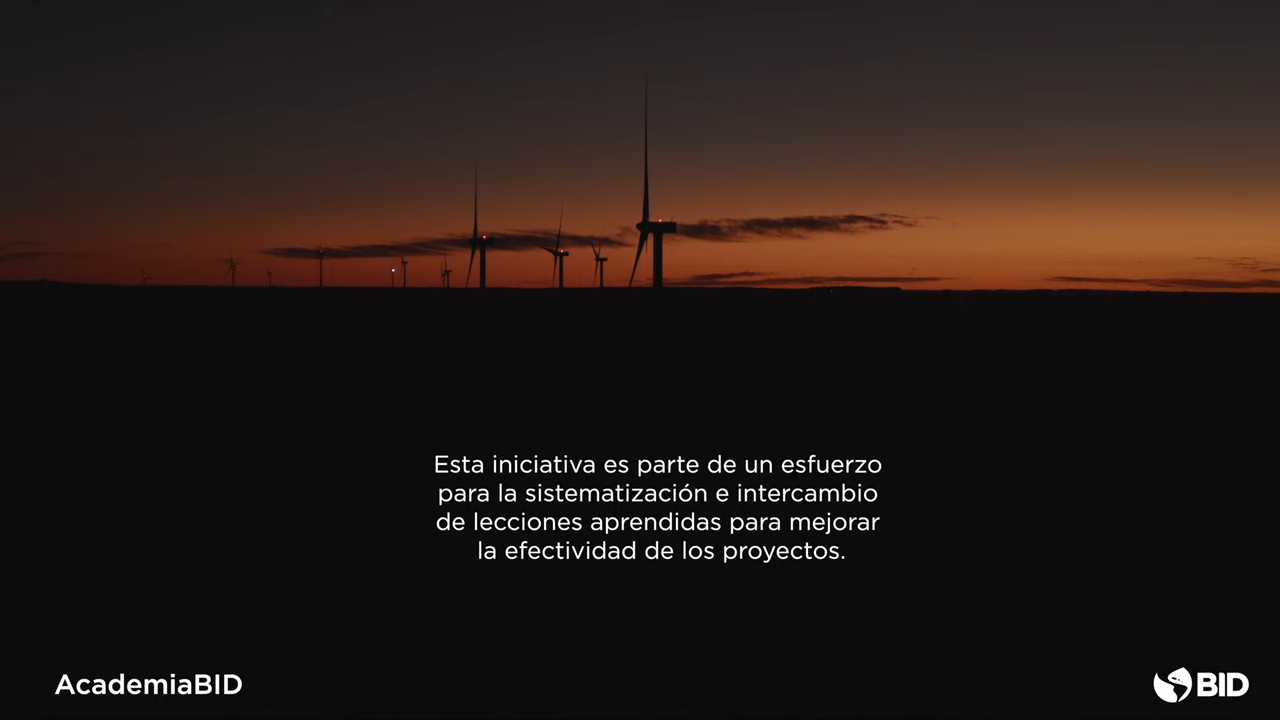 Esta iniciativa es parte de un esfuerzo
para la sistematización e intercambio
de lecciones aprendidas para mejorar
la efectividad de los proyectos.
AcademiaBID
BID